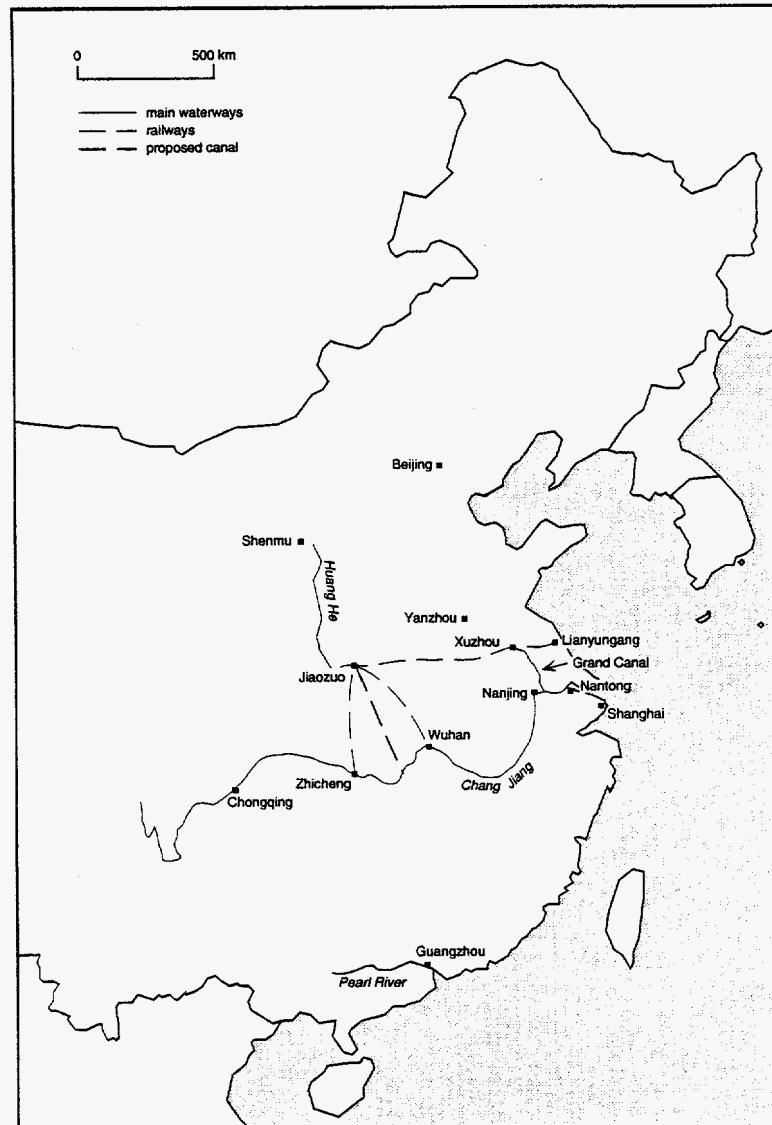 0 500 km
main waterways
railways
proposed canal
Beijing
Shenmu
Huang He
Yanzhou
Xuzhou
Lianyungang
Grand Canal
Jiaozuo
Nanjing
Nantong
Shanghai
Wuhan
Zhicheng
Chang Jiang
Chongqing
Guangzhou
Pearl River